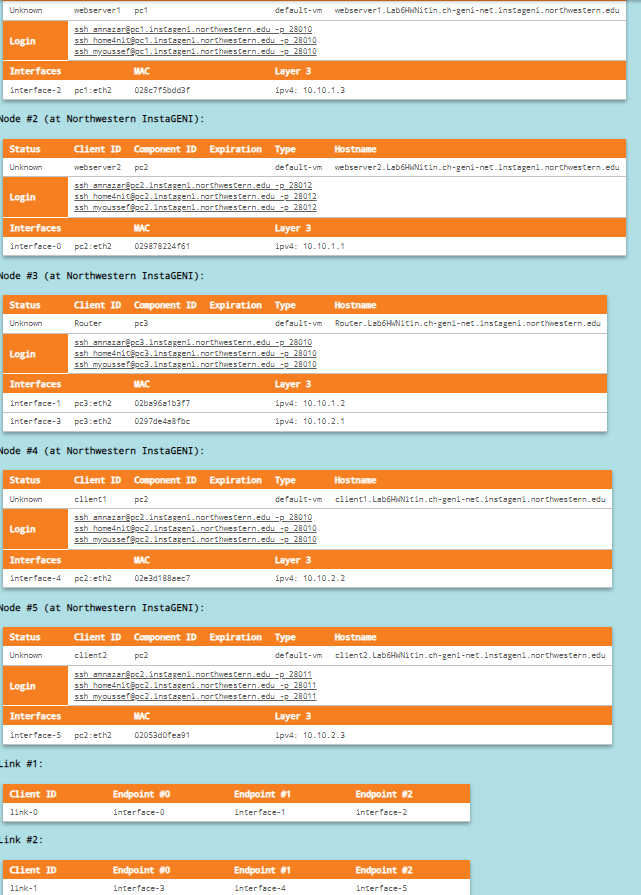 Unknown webserver1 pc1 default-vm webserver1.Lab6HWNitin.ch-geni-net.instageni.northwestern.edu
ssh amnazar@pc1.instageni.northwestern.edu -p 28010
Login ssh home4nit@pc1.instageni.northwestern.edu -p 28010
ssh myoussef@pc1.instageni.northwestern.edu -p 28010
Interfaces MAC Layer 3
interface-2 pc1:eth2 028c7f5bdd3f ipv4: 10.10.1.3
Node #2 (at Northwestern InstaGENI):
Status Client ID Component ID Expiration Type Hostname
Unknown webserver2 pc2 default-vm webserver2.Lab6HWNitin.ch-geni-net.instageni.northwestern.edu
ssh amnazar@pc2.instageni.northwestern.edu -p 28012
Login ssh home4nit@pc2.instageni.northwestern.edu -p 28012
ssh myoussef@pc2.instageni.northwestern.edu -p 28012
Interfaces MAC Layer 3
interface-0 pc2:eth2 029878224f61 ipv4: 10.10.1.1
Node #3 (at Northwestern InstaGENI):
Status Client ID Component ID Expiration Type Hostname
Unknown Router pc3 default-vm Router.Lab6HWNitin.ch-geni-net.instageni.northwestern.edu
ssh amnazar@pc3.instageni.northwestern.edu -p 28010
Login ssh home4nit@pc3.instageni.northwestern.edu -p 28010
ssh myoussef@pc3.instageni.northwestern.edu -p 28010
Interfaces MAC Layer 3
interface-1 pc3:eth2 02ba96a1b3f7 ipv4: 10.10.1.2
interface-3 pc3:eth2 0297de4a8fbc ipv4: 10.10.2.1
Node #4 (at Northwestern InstaGENI):
Status Client ID Component ID Expiration Type Hostname
Unknown client1 pc2 default-vm client1.Lab6HWNitin.ch-geni-net.instageni.northwestern.edu
ssh amnazar@pc2.instageni.northwestern.edu -p 28010
Login ssh home4nit@pc2.instageni.northwestern.edu -p 28010
ssh myoussef@pc2.instageni.northwestern.edu -p 28010
Interfaces MAC Layer 3
interface-4 pc2:eth2 02e3d188aec7 ipv4: 10.10.2.2
Node #5 (at Northwestern InstaGENI):
Status Client ID Component ID Expiration Type Hostname
Unknown client2 pc2 default-vm client2.Lab6HWNitin.ch-geni-net.instageni.northwestern.edu
ssh amnazar@pc2.instageni.northwestern.edu -p 28011
Login ssh home4nit@pc2.instageni.northwestern.edu -p 28011
ssh myoussef@pc2.instageni.northwestern.edu -p 28011
Interfaces MAC Layer 3
interface-5 pc2:eth2 02053d0fea91 ipv4: 10.10.2.3
Link #1:
Client ID Endpoint #0 Endpoint #1 Endpoint #2
link-0 interface-0 interface-1 interface-2
Link #2:
Client ID Endpoint #0 Endpoint #1 Endpoint #2
link-1 interface-3 interface-4 interface-5